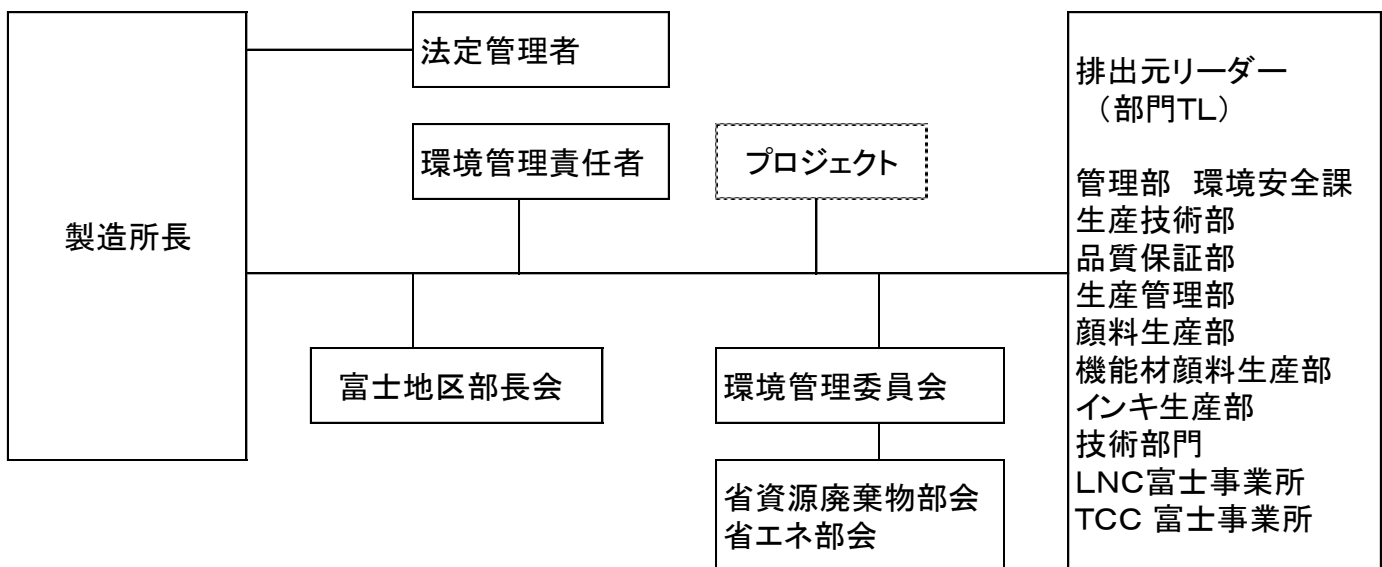 製造所長
法定管理者
環境管理責任者
プロジェクト
富士地区部長会
環境管理委員会
省資源廃棄物部会
省エネ部会
排出元リーダー
（部門TL）
管理部　環境安全課
生産技術部
品質保証部
生産管理部
顔料生産部
機能材顔料生産部
インキ生産部
技術部門
LNC富士事業所
TCC 富士事業所